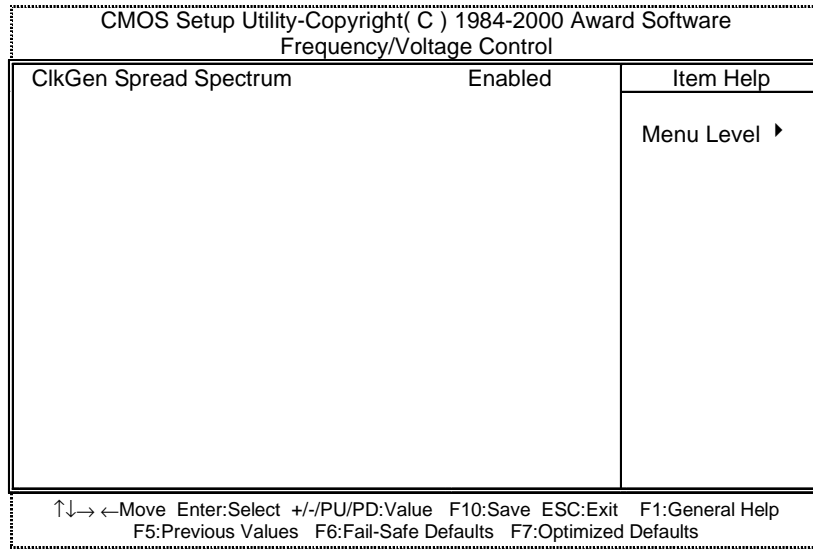 CMOS Setup Utility-Copyright( C ) 1984-2000 Award Software
Frequency/Voltage Control
ClkGen Spread Spectrum Enabled
Item Help
Menu Level ▶
↑↓→ ←Move Enter:Select +/-/PU/PD:Value F10:Save ESC:Exit F1:General Help
F5:Previous Values F6:Fail-Safe Defaults F7:Optimized Defaults